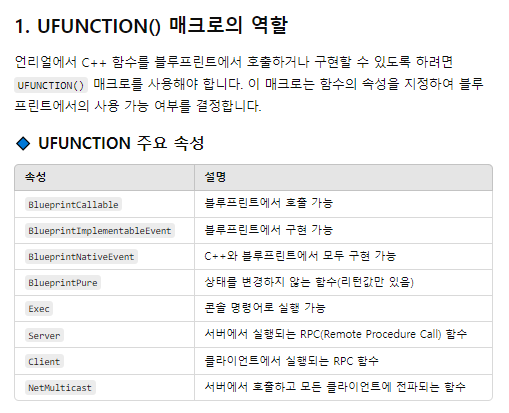 1. UFUNCTION() 매크로의 역할
언리얼에서 C++ 함수를 블루프린트에서 호출하거나 구현할 수 있도록 하려면
UFUNCTION() 매크로를 사용해야 합니다. 이 매크로는 함수의 속성을 지정하여 블루
프린트에서의 사용 가능 여부를 결정합니다.
UFUNCTION 주요 속성
속성 설명
BlueprintCallable 블루프린트에서 호출 가능
BlueprintImplementableEvent 블루프린트에서 구현 가능
BlueprintNativeEvent C++와 블루프린트에서 모두 구현 가능
BlueprintPure 상태를 변경하지 않는 함수(리턴값만 있음)
Exec 콘솔 명령어로 실행 가능
Server 서버에서 실행되는 RPC(Remote Procedure Call) 함수
Client 클라이언트에서 실행되는 RPC 함수
NetMulticast 서버에서 호출하고 모든 클라이언트에 전파되는 함수